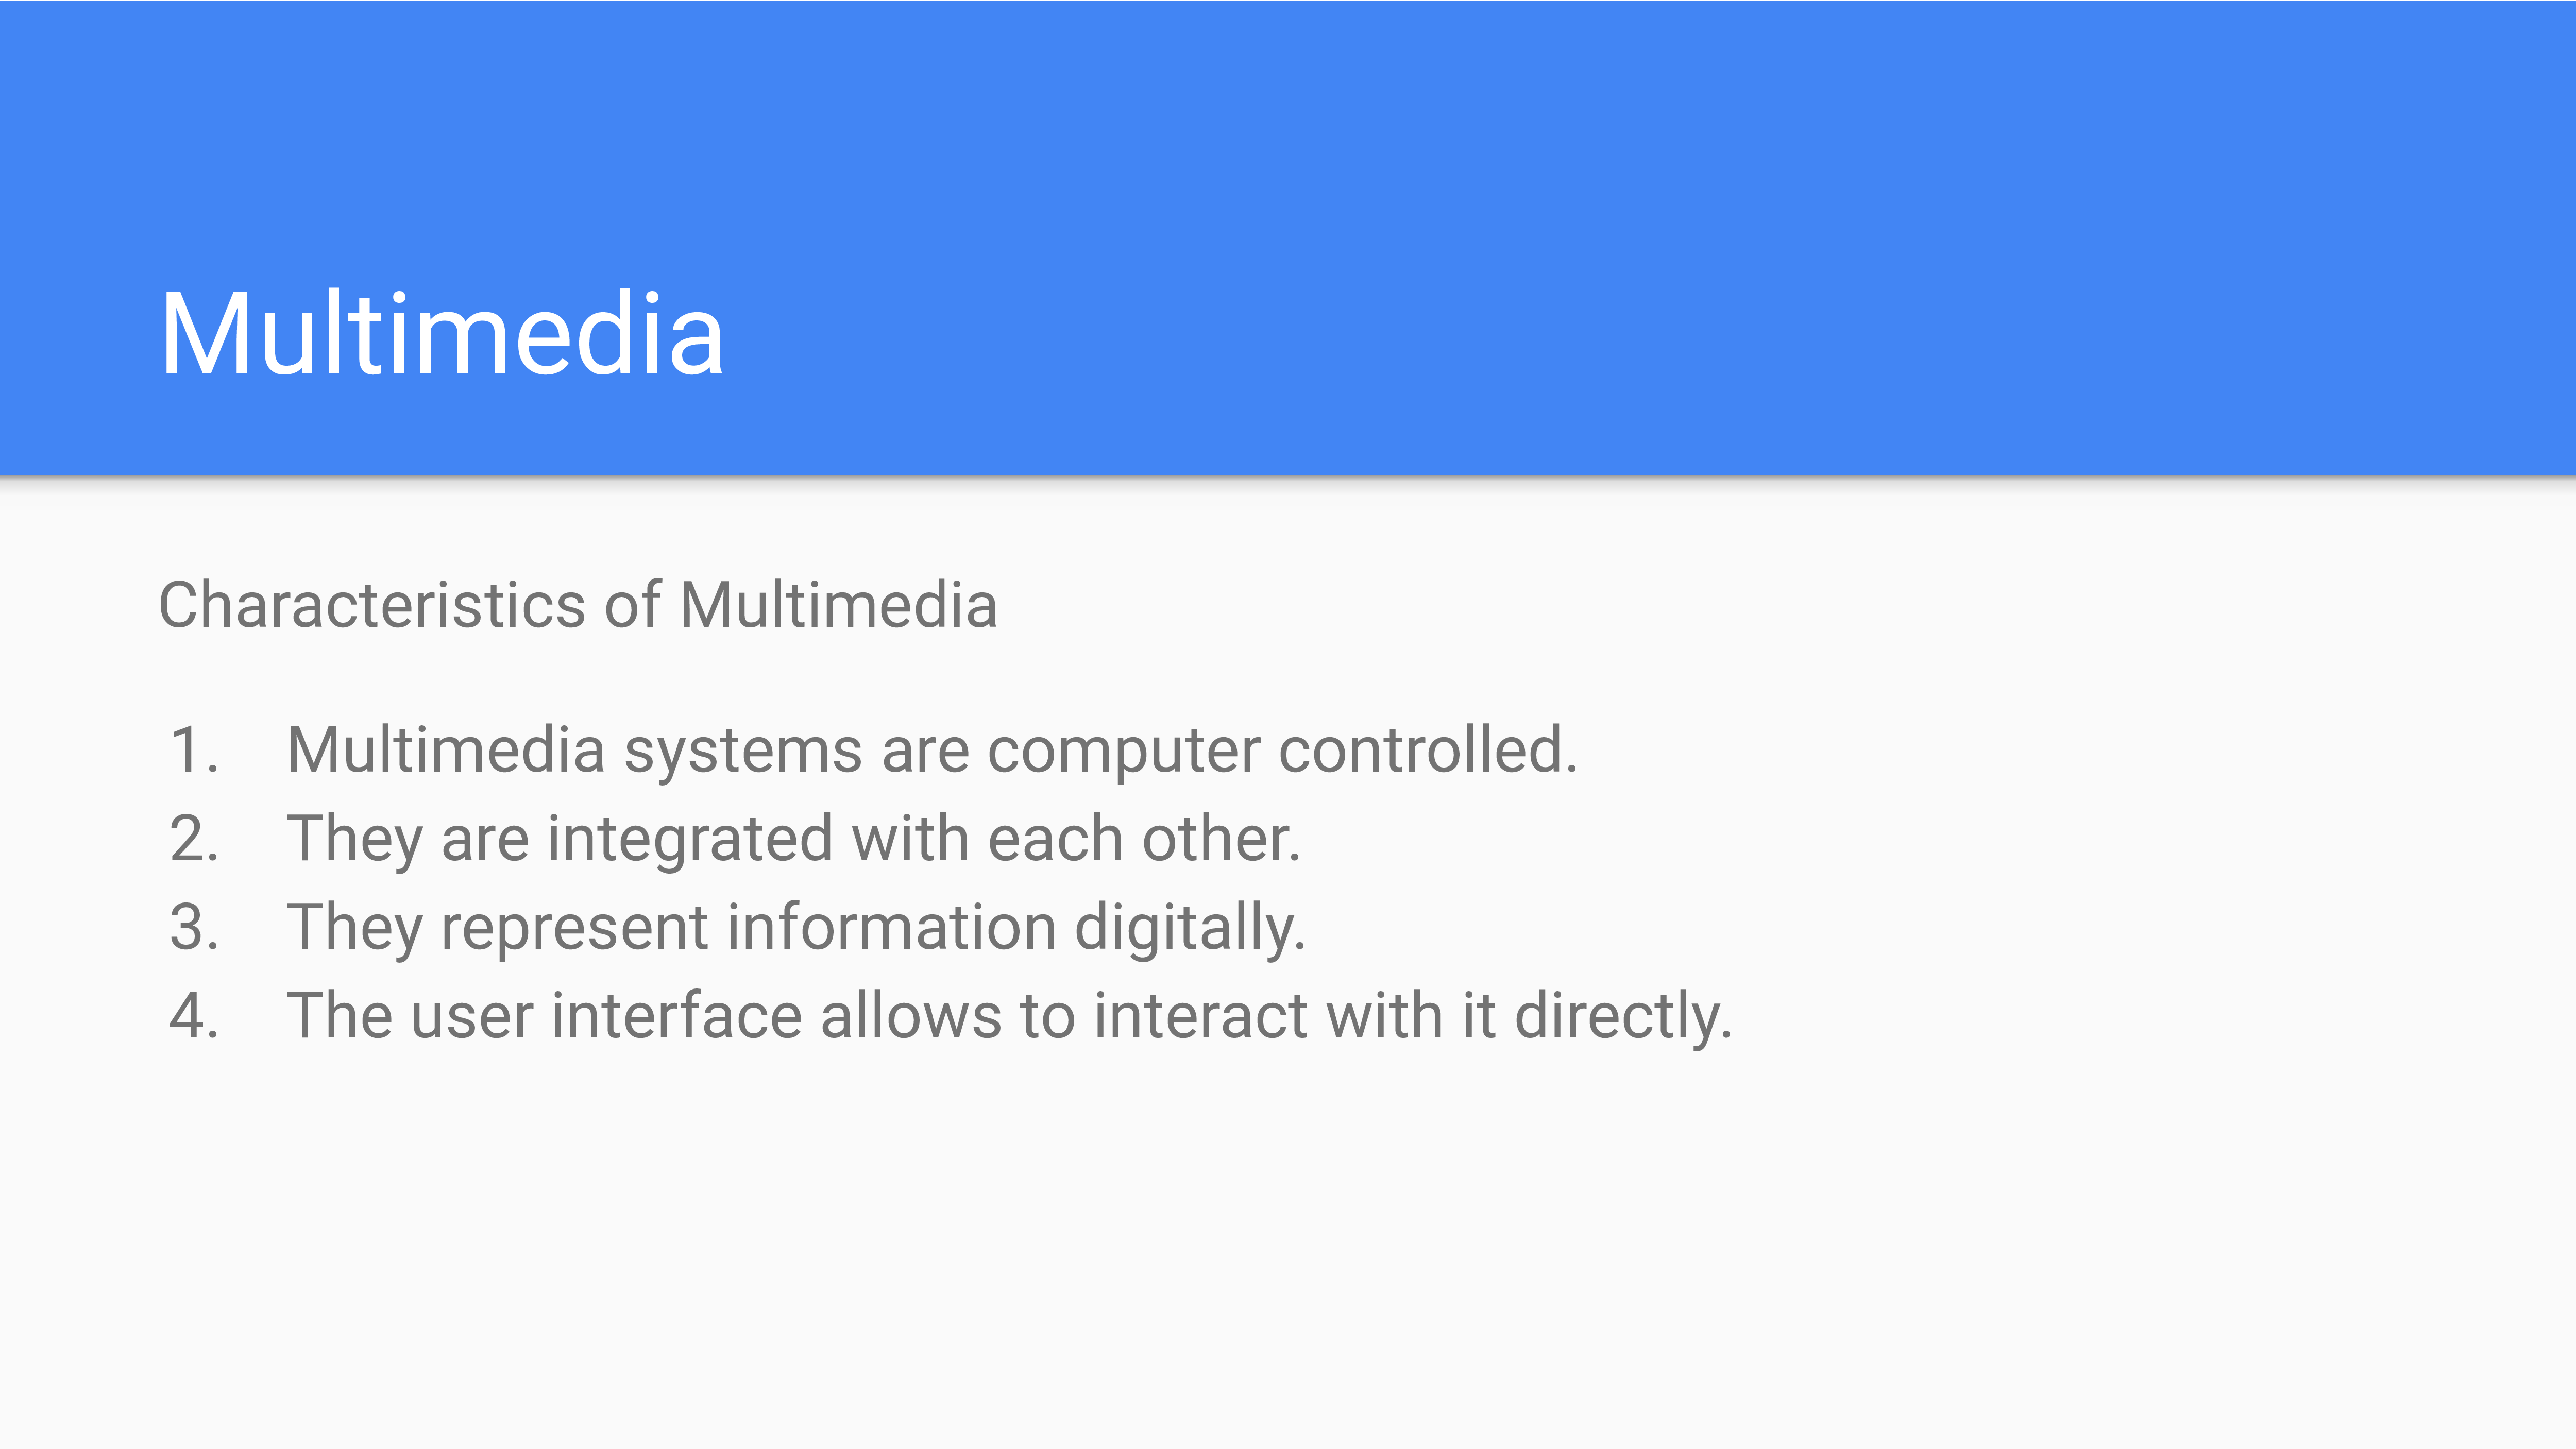 Multimedia
Characteristics of Multimedia
1. Multimedia systems are computer controlled.
2. They are integrated with each other.
3. They represent information digitally.
4. The user interface allows to interact with it directly.